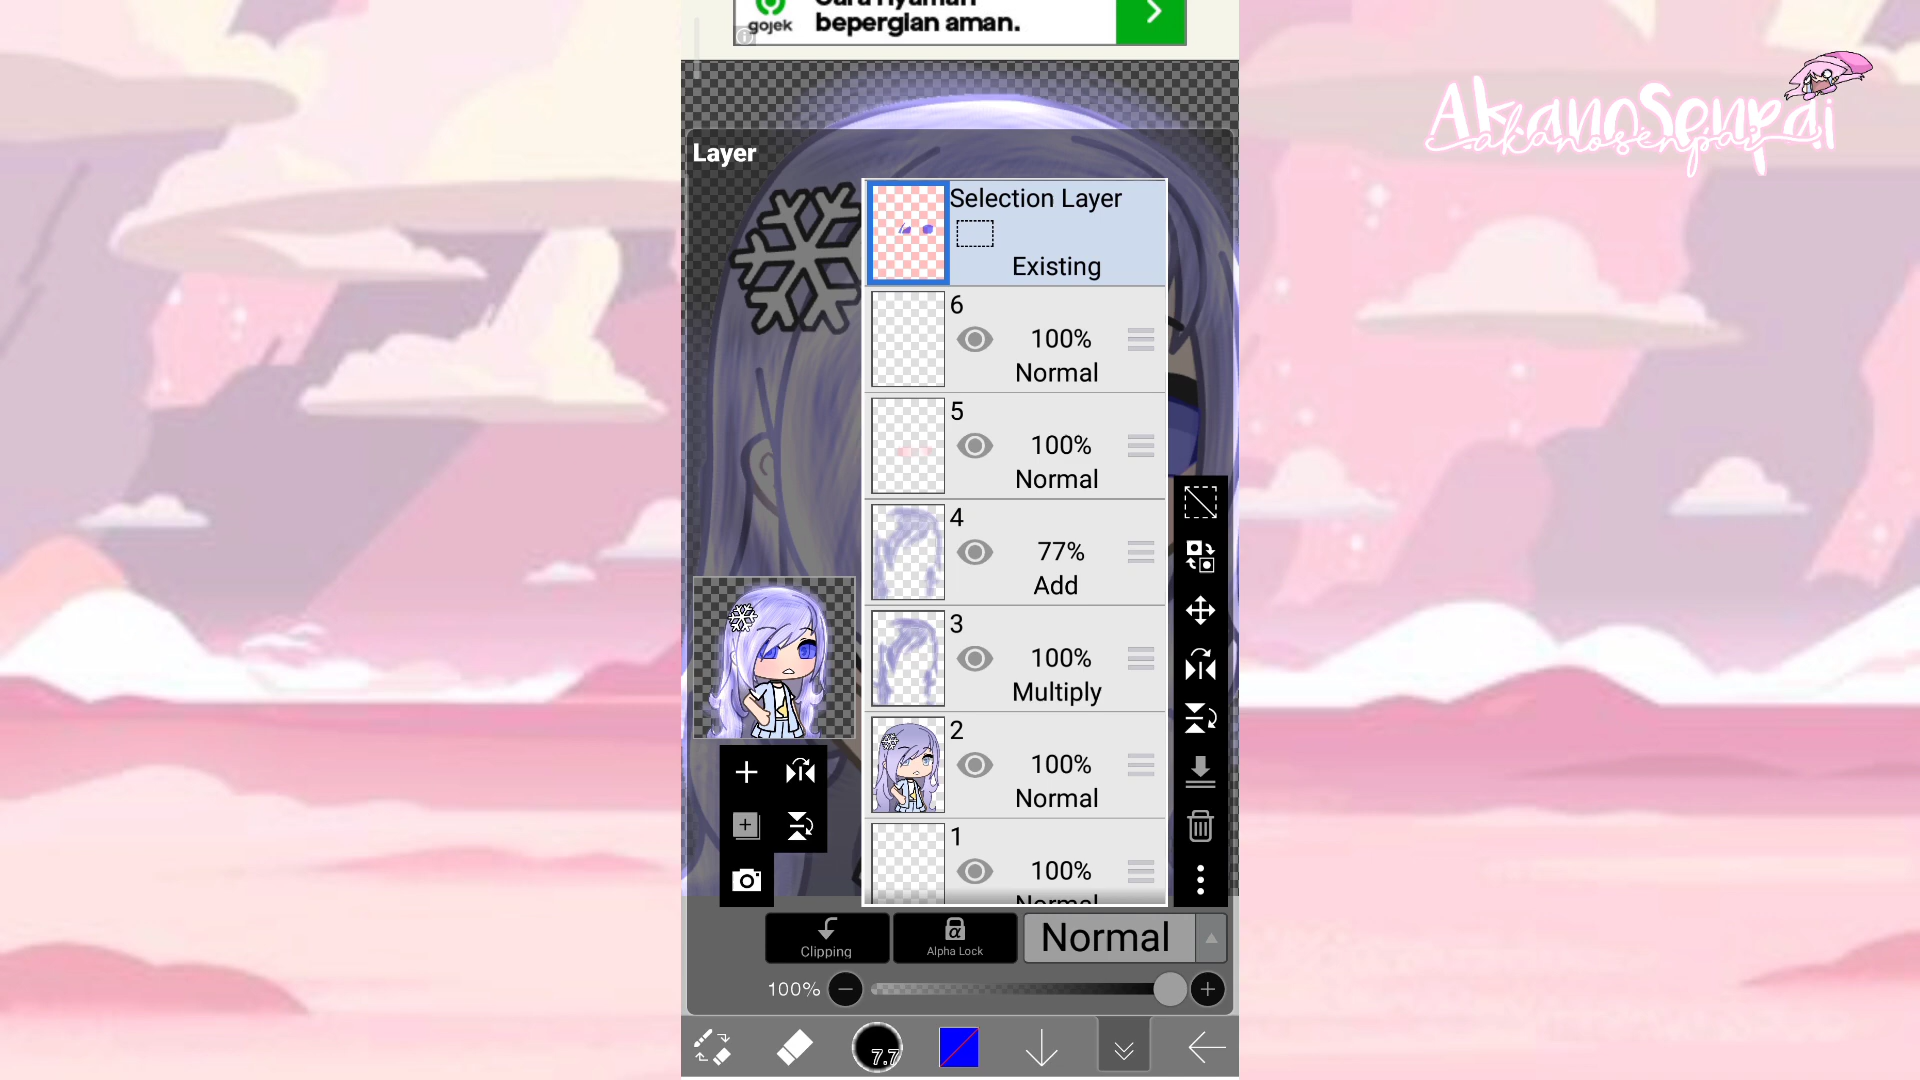 gojek
beperglan aman.
AkanoSenpai
akanosenpai
Layer
Selection Layer
Existing
6
100%
Normal
5
100%
Normal
4
77%
Add
3
100%
Multiply
2
100%
Normal
1
100%
Normal
Clipping
α
Alpha Lock
Normal
100%
7.7